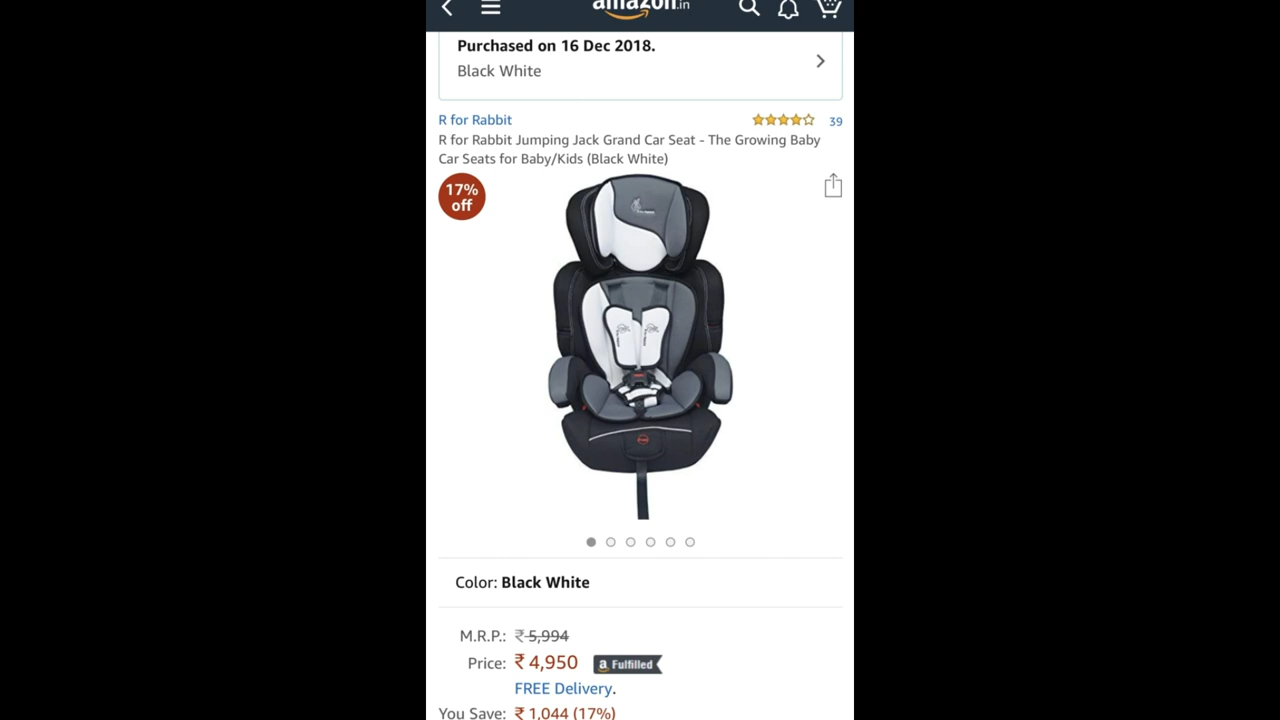 amazon.in
Purchased on 16 Dec 2018.
Black White
R for Rabbit
39
R for Rabbit Jumping Jack Grand Car Seat - The Growing Baby
Car Seats for Baby/Kids (Black White)
17%
off
Color: Black White
M.R.P.: ₹ 5,994
Price: ₹ 4,950 a Fulfilled
FREE Delivery.
You Save: ₹ 1,044 (17%)